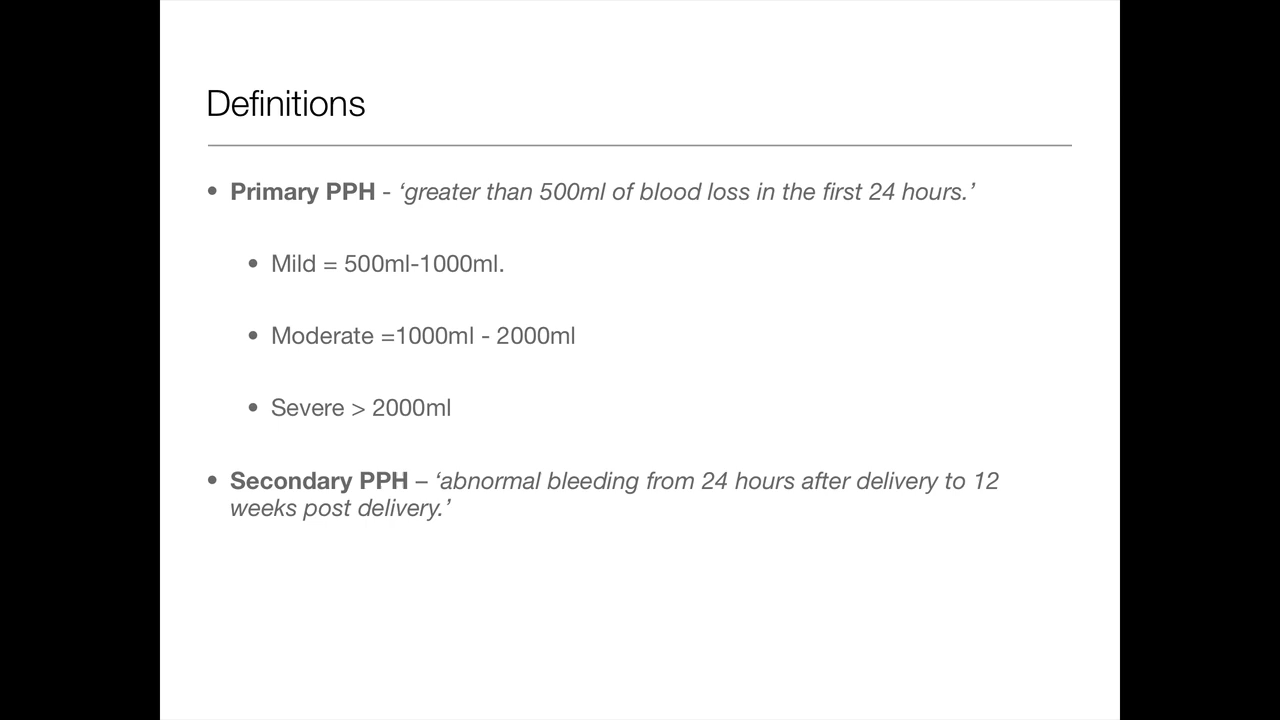 Definitions
• Primary PPH - ‘greater than 500ml of blood loss in the first 24 hours.’
• Mild = 500ml-1000ml.
• Moderate =1000ml - 2000ml
• Severe > 2000ml
• Secondary PPH – ‘abnormal bleeding from 24 hours after delivery to 12
weeks post delivery.’